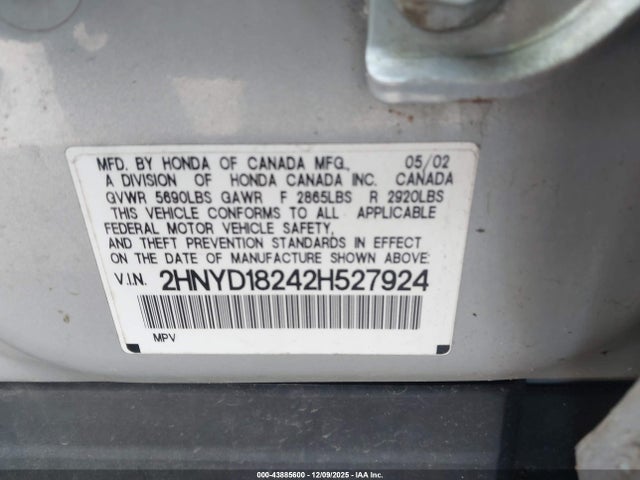 MFD. BY HONDA OF CANADA MFG., 05/02
A DIVISION OF HONDA CANADA INC. CANADA
GVWR 5690LBS GAWR F 2865LBS R 2920LBS
THIS VEHICLE CONFORMS TO ALL APPLICABLE
FEDERAL MOTOR VEHICLE SAFETY,
AND THEFT PREVENTION STANDARDS IN EFFECT
ON THE DATE OF MANUFACTURE SHOWN ABOVE:
V.I.N. 2HNYD18242H527924
MPV
000-43885600 - 12/09/2025 - IAA Inc.